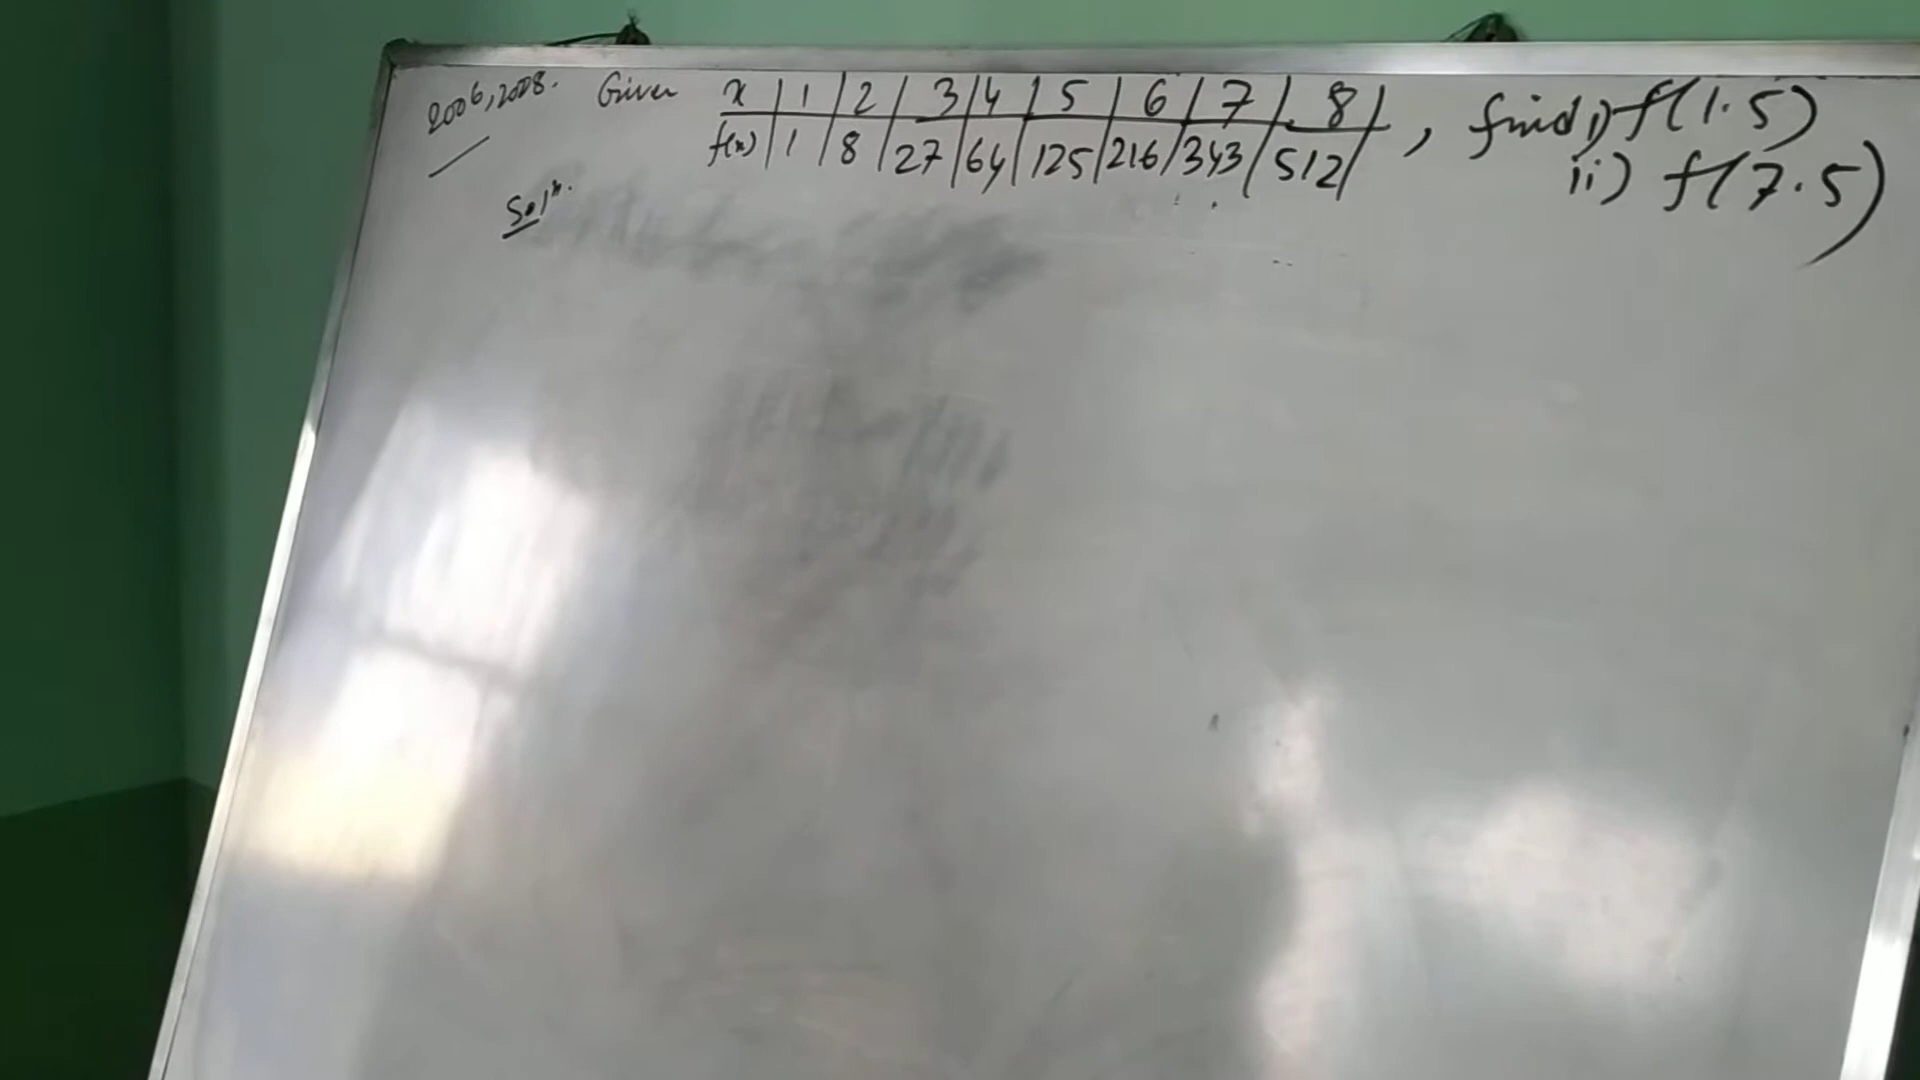 2006, 2008. Given x | 1 | 2 | 3 | 4 | 5 | 6 | 7 | 8 | , find i) f(1.5)
f(x) | 1 | 8 | 27 | 64 | 125 | 216 | 343 | 512 | ii) f(7.5)
Solⁿ.